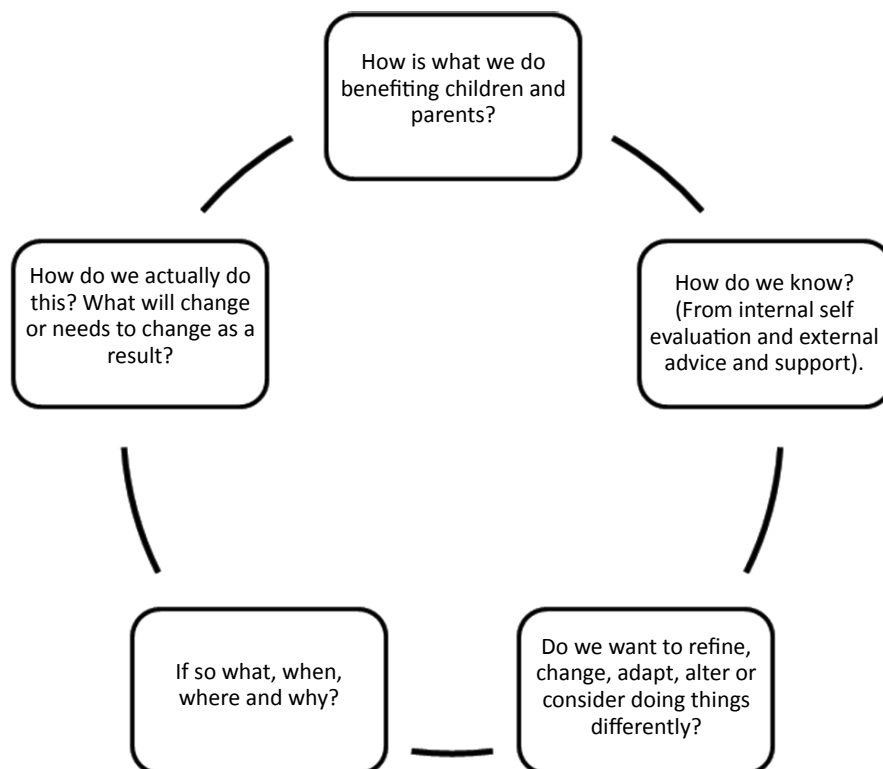 How is what we do
benefiting children and
parents?
How do we know?
(From internal self
evaluation and external
advice and support).
Do we want to refine,
change, adapt, alter or
consider doing things
differently?
If so what, when,
where and why?
How do we actually do
this? What will change
or needs to change as a
result?